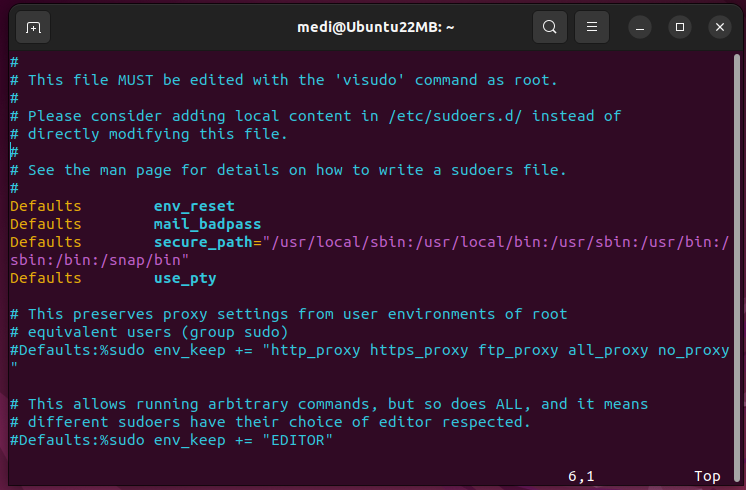 medi@Ubuntu22MB: ~
#
# This file MUST be edited with the 'visudo' command as root.
#
# Please consider adding local content in /etc/sudoers.d/ instead of
# directly modifying this file.
#
# See the man page for details on how to write a sudoers file.
#
Defaults        env_reset
Defaults        mail_badpass
Defaults        secure_path="/usr/local/sbin:/usr/local/bin:/usr/sbin:/usr/bin:/
sbin:/bin:/snap/bin"
Defaults        use_pty

# This preserves proxy settings from user environments of root
# equivalent users (group sudo)
#Defaults:%sudo env_keep += "http_proxy https_proxy ftp_proxy all_proxy no_proxy
"

# This allows running arbitrary commands, but so does ALL, and it means
# different sudoers have their choice of editor respected.
#Defaults:%sudo env_keep += "EDITOR"
6,1 Top